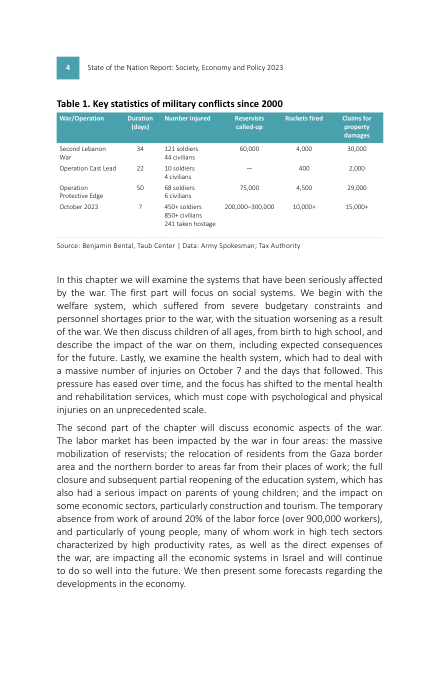 4 State of the Nation Report: Society, Economy and Policy 2023
Table 1. Key statistics of military conflicts since 2000
War/Operation Duration (days) Number injured Reservists called-up Rockets fired Claims for property damages
Second Lebanon War 34 121 soldiers 44 civilians 60,000 4,000 30,000
Operation Cast Lead 22 10 soldiers 4 civilians — 400 2,000
Operation Protective Edge 50 68 soldiers 6 civilians 75,000 4,500 29,000
October 2023 ? 450+ soldiers 850+ civilians 241 taken hostage 200,000–300,000 10,000+ 15,000+
Source: Benjamin Bental, Taub Center | Data: Army Spokesman; Tax Authority
In this chapter we will examine the systems that have been seriously affected
by the war. The first part will focus on social systems. We begin with the
welfare system, which suffered from severe budgetary constraints and
personnel shortages prior to the war, with the situation worsening as a result
of the war. We then discuss children of all ages, from birth to high school, and
describe the impact of the war on them, including expected consequences
for the future. Lastly, we examine the health system, which had to deal with
a massive number of injuries on October 7 and the days that followed. This
pressure has eased over time, and the focus has shifted to the mental health
and rehabilitation services, which must cope with psychological and physical
injuries on an unprecedented scale.
The second part of the chapter will discuss economic aspects of the war.
The labor market has been impacted by the war in four areas: the massive
mobilization of reservists; the relocation of residents from the Gaza border
area and the northern border to areas far from their places of work; the full
closure and subsequent partial reopening of the education system, which has
also had a serious impact on parents of young children; and the impact on
some economic sectors, particularly construction and tourism. The temporary
absence from work of around 20% of the labor force (over 900,000 workers),
and particularly of young people, many of whom work in high tech sectors
characterized by high productivity rates, as well as the direct expenses of
the war, are impacting all the economic systems in Israel and will continue
to do so well into the future. We then present some forecasts regarding the
developments in the economy.